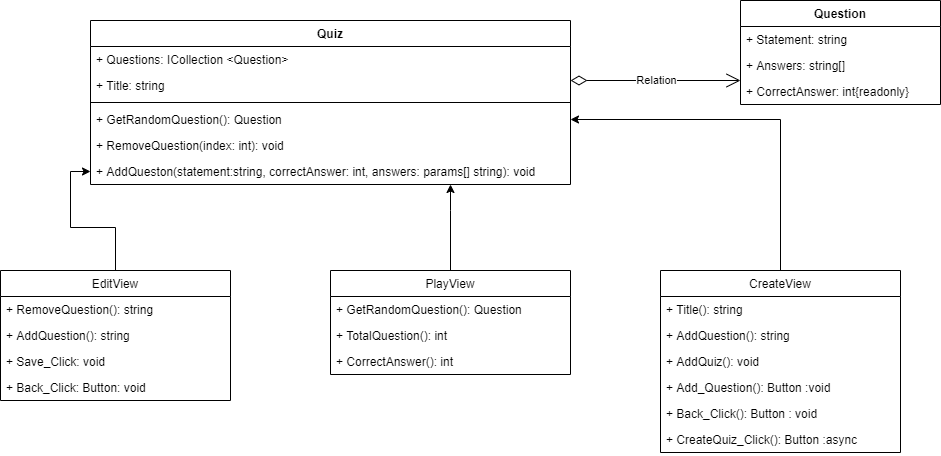 Quiz
+ Questions: ICollection <Question>
+ Title: string
+ GetRandomQuestion(): Question
+ RemoveQuestion(index: int): void
+ AddQueston(statement:string, correctAnswer: int, answers: params[] string): void
Relation
Question
+ Statement: string
+ Answers: string[]
+ CorrectAnswer: int{readonly}
EditView
+ RemoveQuestion(): string
+ AddQuestion(): string
+ Save_Click: void
+ Back_Click: Button: void
PlayView
+ GetRandomQuestion(): Question
+ TotalQuestion(): int
+ CorrectAnswer(): int
CreateView
+ Title(): string
+ AddQuestion(): string
+ AddQuiz(): void
+ Add_Question(): Button :void
+ Back_Click(): Button : void
+ CreateQuiz_Click(): Button :async